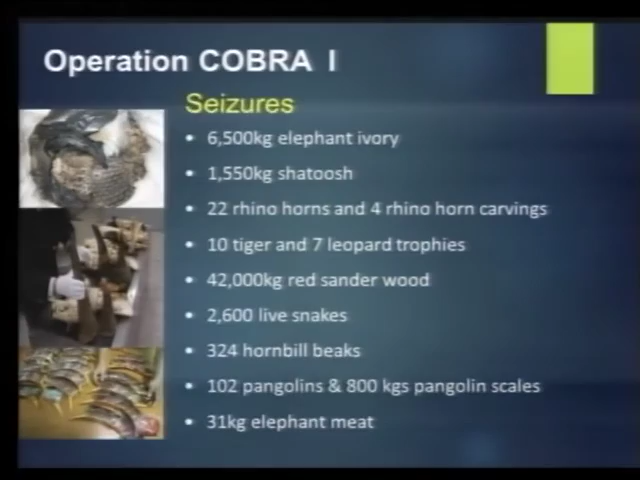 Operation COBRA I
Seizures
• 6,500kg elephant ivory
• 1,550kg shatoosh
• 22 rhino horns and 4 rhino horn carvings
• 10 tiger and 7 leopard trophies
• 42,000kg red sander wood
• 2,600 live snakes
• 324 hornbill beaks
• 102 pangolins & 800 kgs pangolin scales
• 31kg elephant meat